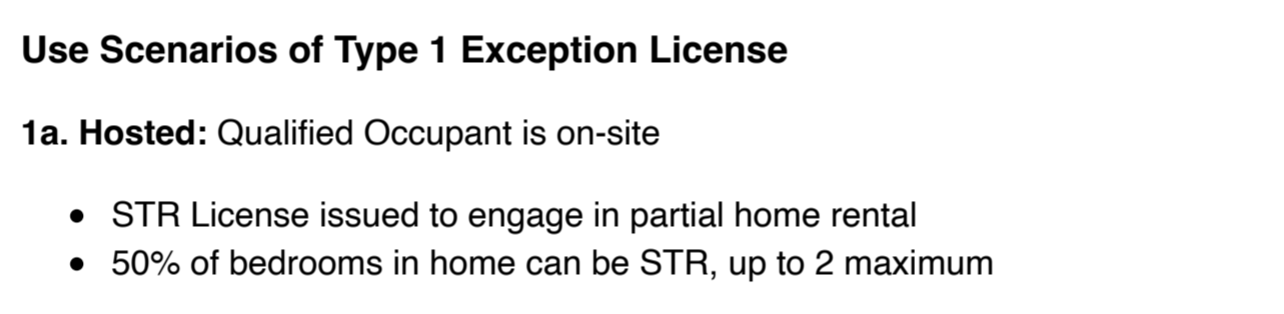 Use Scenarios of Type 1 Exception License
1a. Hosted: Qualified Occupant is on-site
• STR License issued to engage in partial home rental
• 50% of bedrooms in home can be STR, up to 2 maximum